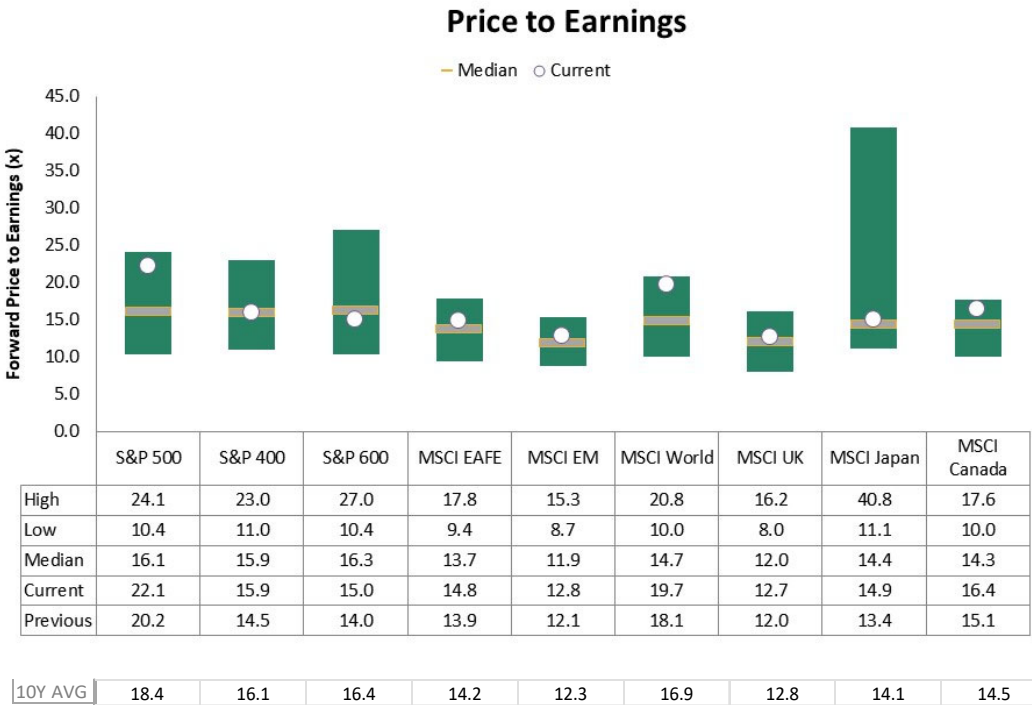 Price to Earnings
Median Current
Forward Price to Earnings (x)
45.0
40.0
35.0
30.0
25.0
20.0
15.0
10.0
5.0
0.0
S&P 500 S&P 400 S&P 600 MSCI EAFE MSCI EM MSCI World MSCI UK MSCI Japan MSCI Canada
High 24.1 23.0 27.0 17.8 15.3 20.8 16.2 40.8 17.6
Low 10.4 11.0 10.4 9.4 8.7 10.0 8.0 11.1 10.0
Median 16.1 15.9 16.3 13.7 11.9 14.7 12.0 14.4 14.3
Current 22.1 15.9 15.0 14.8 12.8 19.7 12.7 14.9 16.4
Previous 20.2 14.5 14.0 13.9 12.1 18.1 12.0 13.4 15.1
10Y AVG 18.4 16.1 16.4 14.2 12.3 16.9 12.8 14.1 14.5